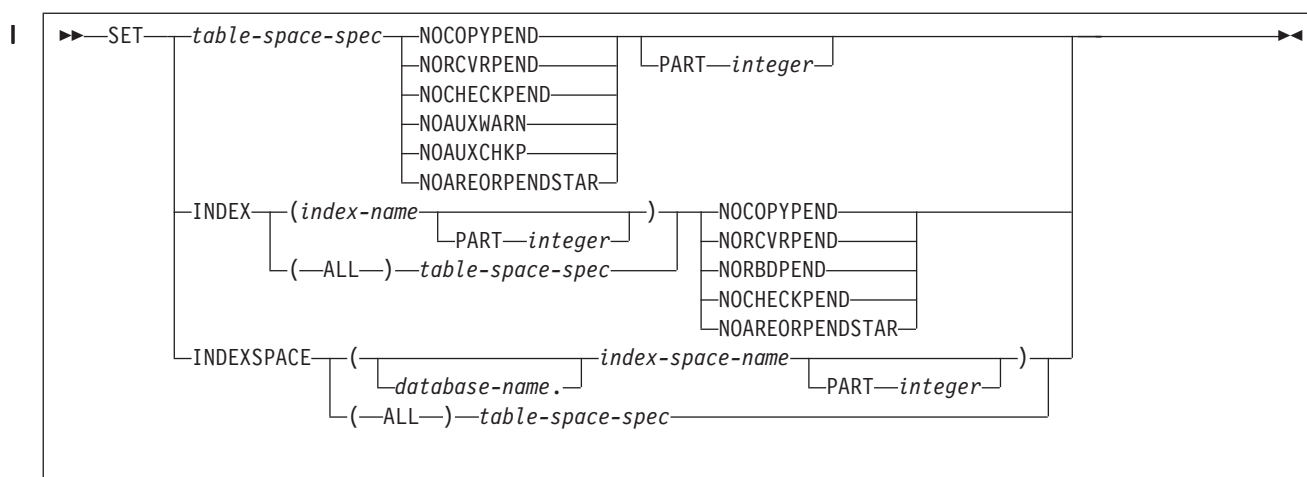 SET table-space-spec NOCOPYPEND
PART integer
NORCVRPEND
NOCHECKPEND
NOAUXWARN
NOAUXCHKP
NOAREORPENDSTAR
INDEX (index-name ) NOCOPYPEND
PART integer NORCVRPEND
( ALL ) table-space-spec NORBDPEND
NOCHECKPEND
NOAREORPENDSTAR
INDEXSPACE ( index-space-name )
database-name. PART integer
( ALL ) table-space-spec